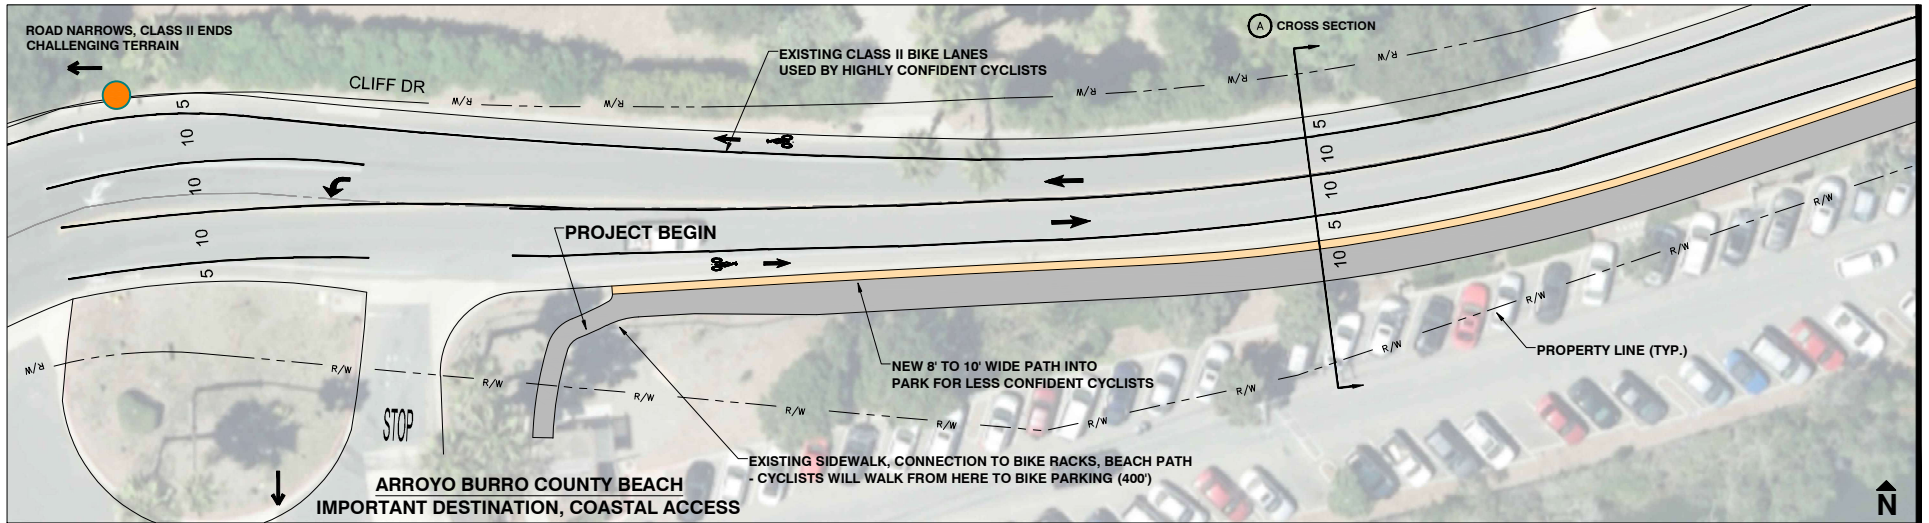 ROAD NARROWS, CLASS II ENDS
CHALLENGING TERRAIN
A CROSS SECTION
EXISTING CLASS II BIKE LANES
USED BY HIGHLY CONFIDENT CYCLISTS
CLIFF DR
R/W
R/W
R/W
R/W
R/W
R/W
5
10
10
10
5
5
10
10
5
10
PROJECT BEGIN
R/W
R/W
R/W
R/W
R/W
R/W
R/W
R/W
R/W
R/W
R/W
R/W
PROPERTY LINE (TYP.)
NEW 8' TO 10' WIDE PATH INTO
PARK FOR LESS CONFIDENT CYCLISTS
STOP
EXISTING SIDEWALK, CONNECTION TO BIKE RACKS, BEACH PATH
- CYCLISTS WILL WALK FROM HERE TO BIKE PARKING (400')
ARROYO BURRO COUNTY BEACH
IMPORTANT DESTINATION, COASTAL ACCESS
N